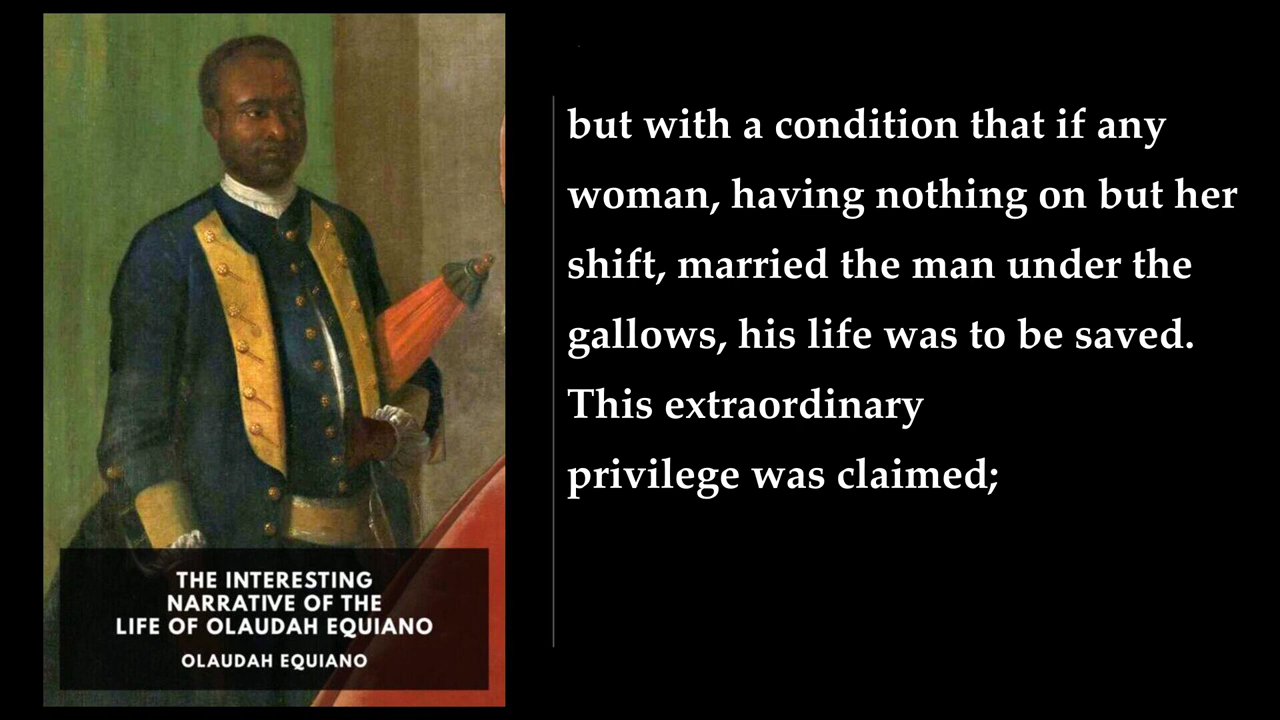 but with a condition that if any
woman, having nothing on but her
shift, married the man under the
gallows, his life was to be saved.
This extraordinary
privilege was claimed;
THE INTERESTING
NARRATIVE OF THE
LIFE OF OLAUDAH EQUIANO
OLAUDAH EQUIANO